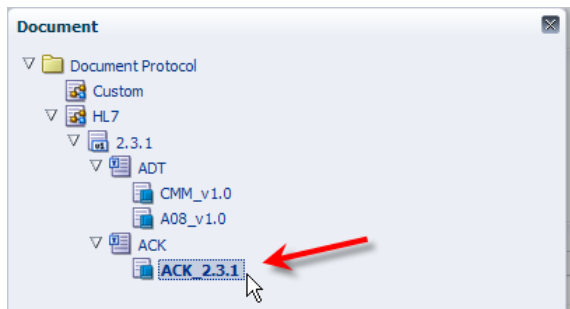 Document
Document Protocol
Custom
HL7
2.3.1
ADT
CMM_v1.0
A08_v1.0
ACK
ACK_2.3.1